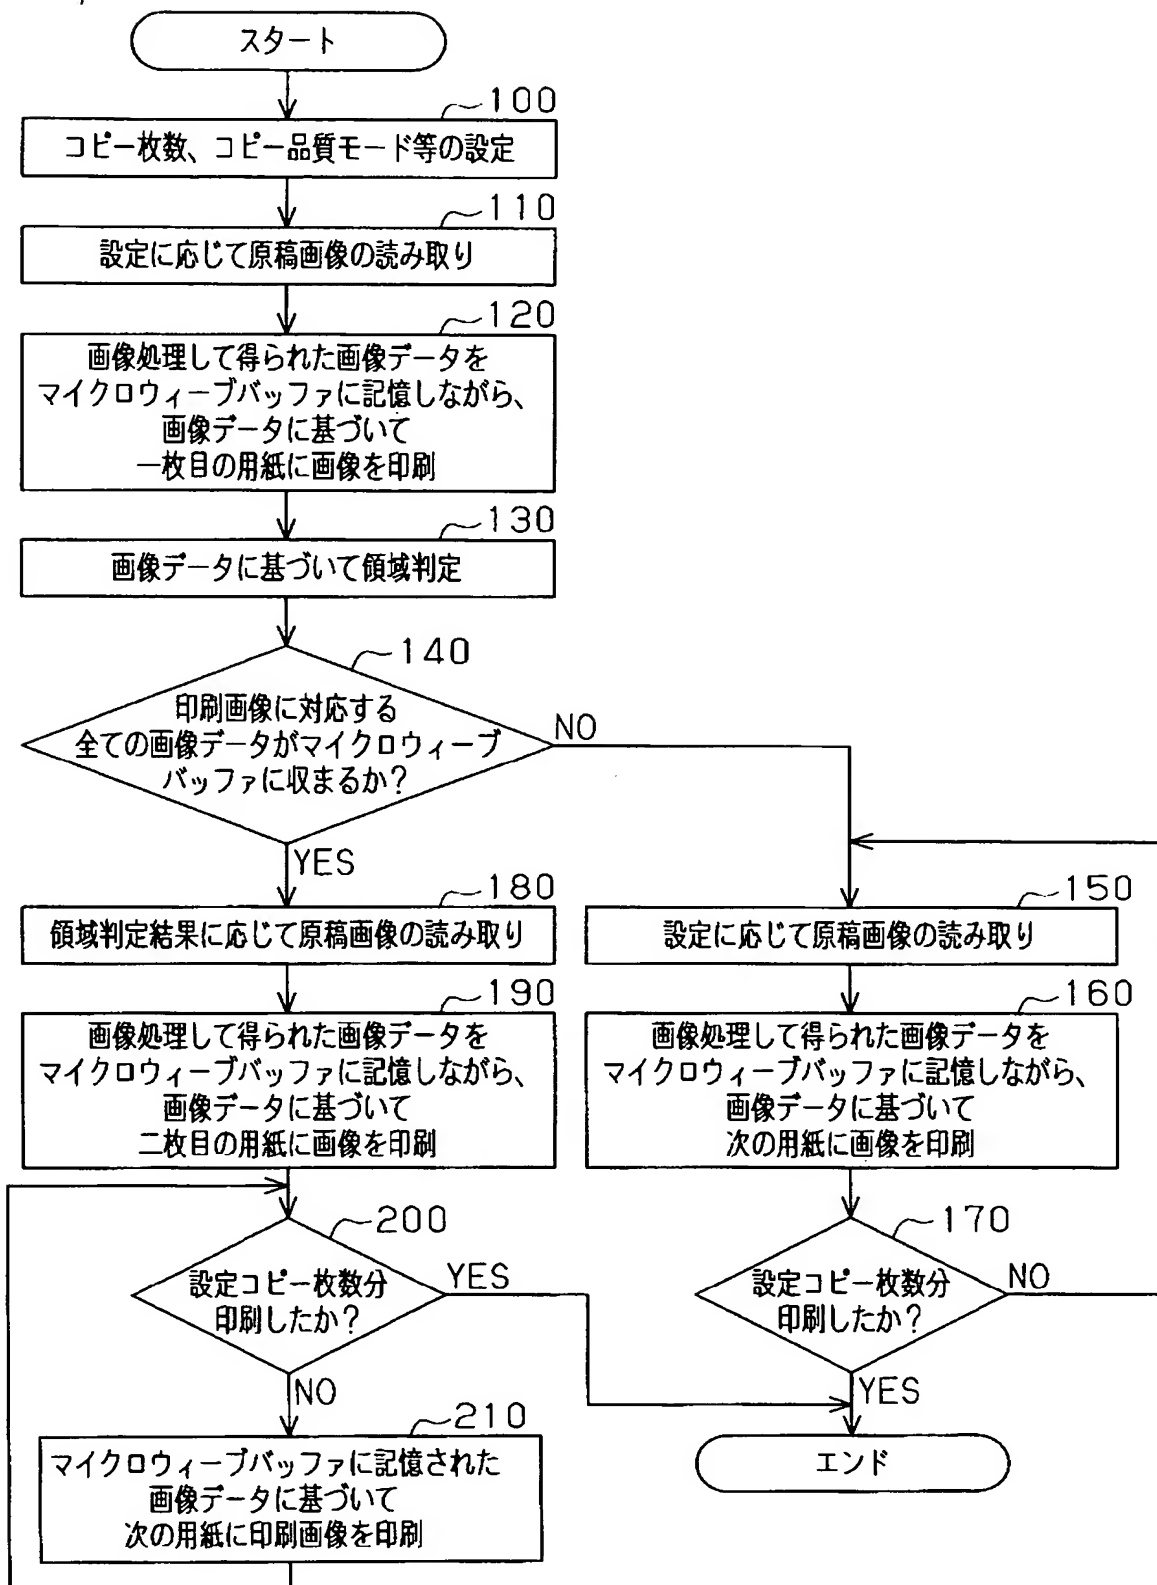 スタート
100
コピー枚数、コピー品質モード等の設定
110
設定に応じて原稿画像の読み取り
120
画像処理して得られた画像データを
マイクロウィーブバッファに記憶しながら、
画像データに基づいて
一枚目の用紙に画像を印刷
130
画像データに基づいて領域判定
140
印刷画像に対応する
全ての画像データがマイクロウィーブ
バッファに収まるか?
NO
YES
180
領域判定結果に応じて原稿画像の読み取り
190
画像処理して得られた画像データを
マイクロウィーブバッファに記憶しながら、
画像データに基づいて
二枚目の用紙に画像を印刷
200
設定コピー枚数分
印刷したか?
YES
NO
210
マイクロウィーブバッファに記憶された
画像データに基づいて
次の用紙に印刷画像を印刷
150
設定に応じて原稿画像の読み取り
160
画像処理して得られた画像データを
マイクロウィーブバッファに記憶しながら、
画像データに基づいて
次の用紙に画像を印刷
170
設定コピー枚数分
印刷したか?
NO
YES
エンド